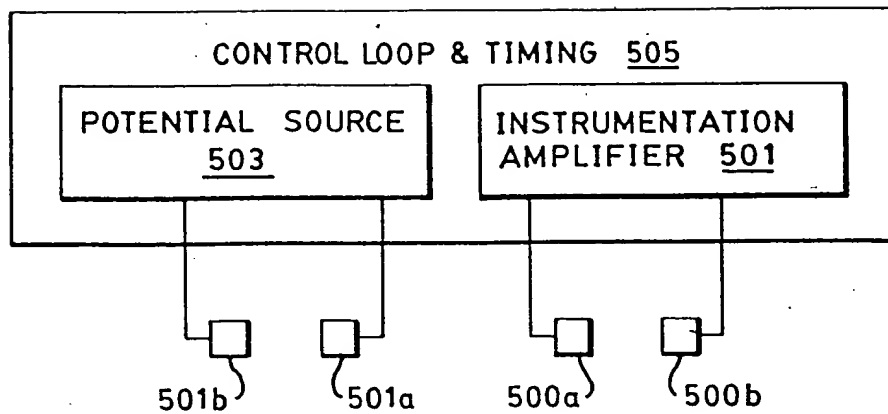 CONTROL LOOP & TIMING 505
POTENTIAL SOURCE
503
INSTRUMENTATION
AMPLIFIER 501
501b
501a
500a
500b